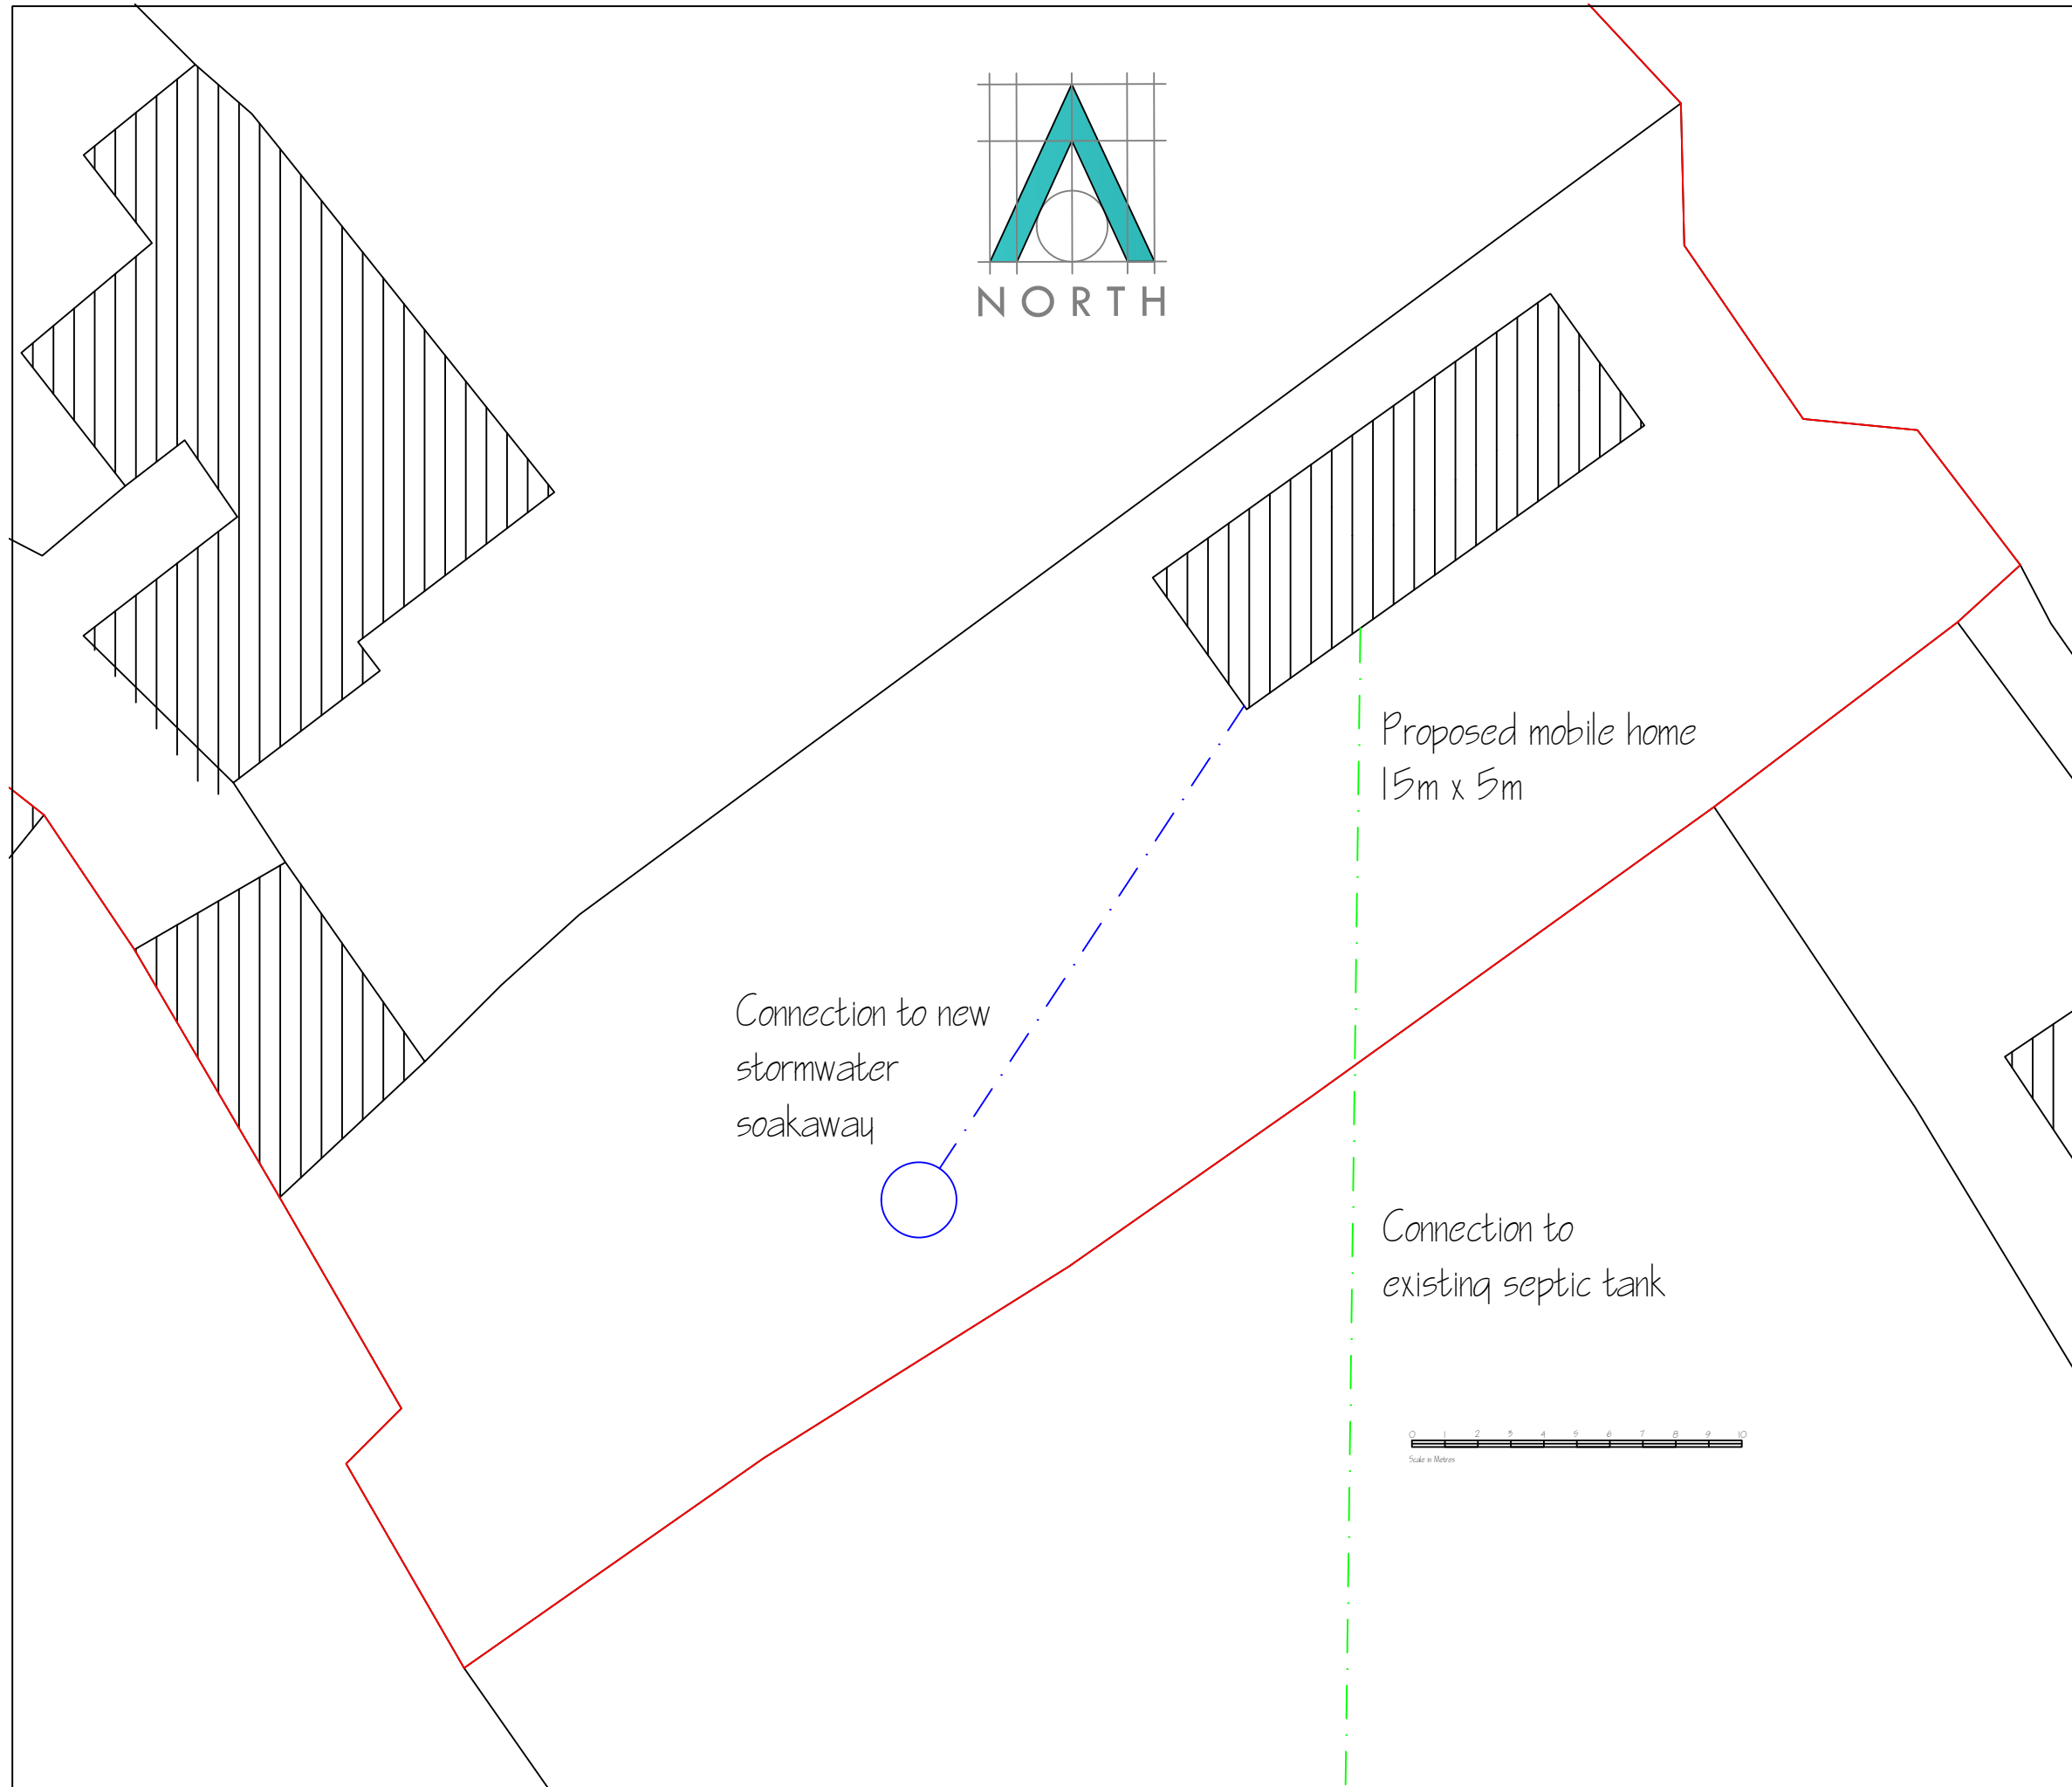 NORTH
Proposed mobile home
15m x 5m
Connection to new
stormwater
soakaway
Connection to
existing septic tank
0 1 2 3 4 5 6 7 8 9 10
Scale in Metres